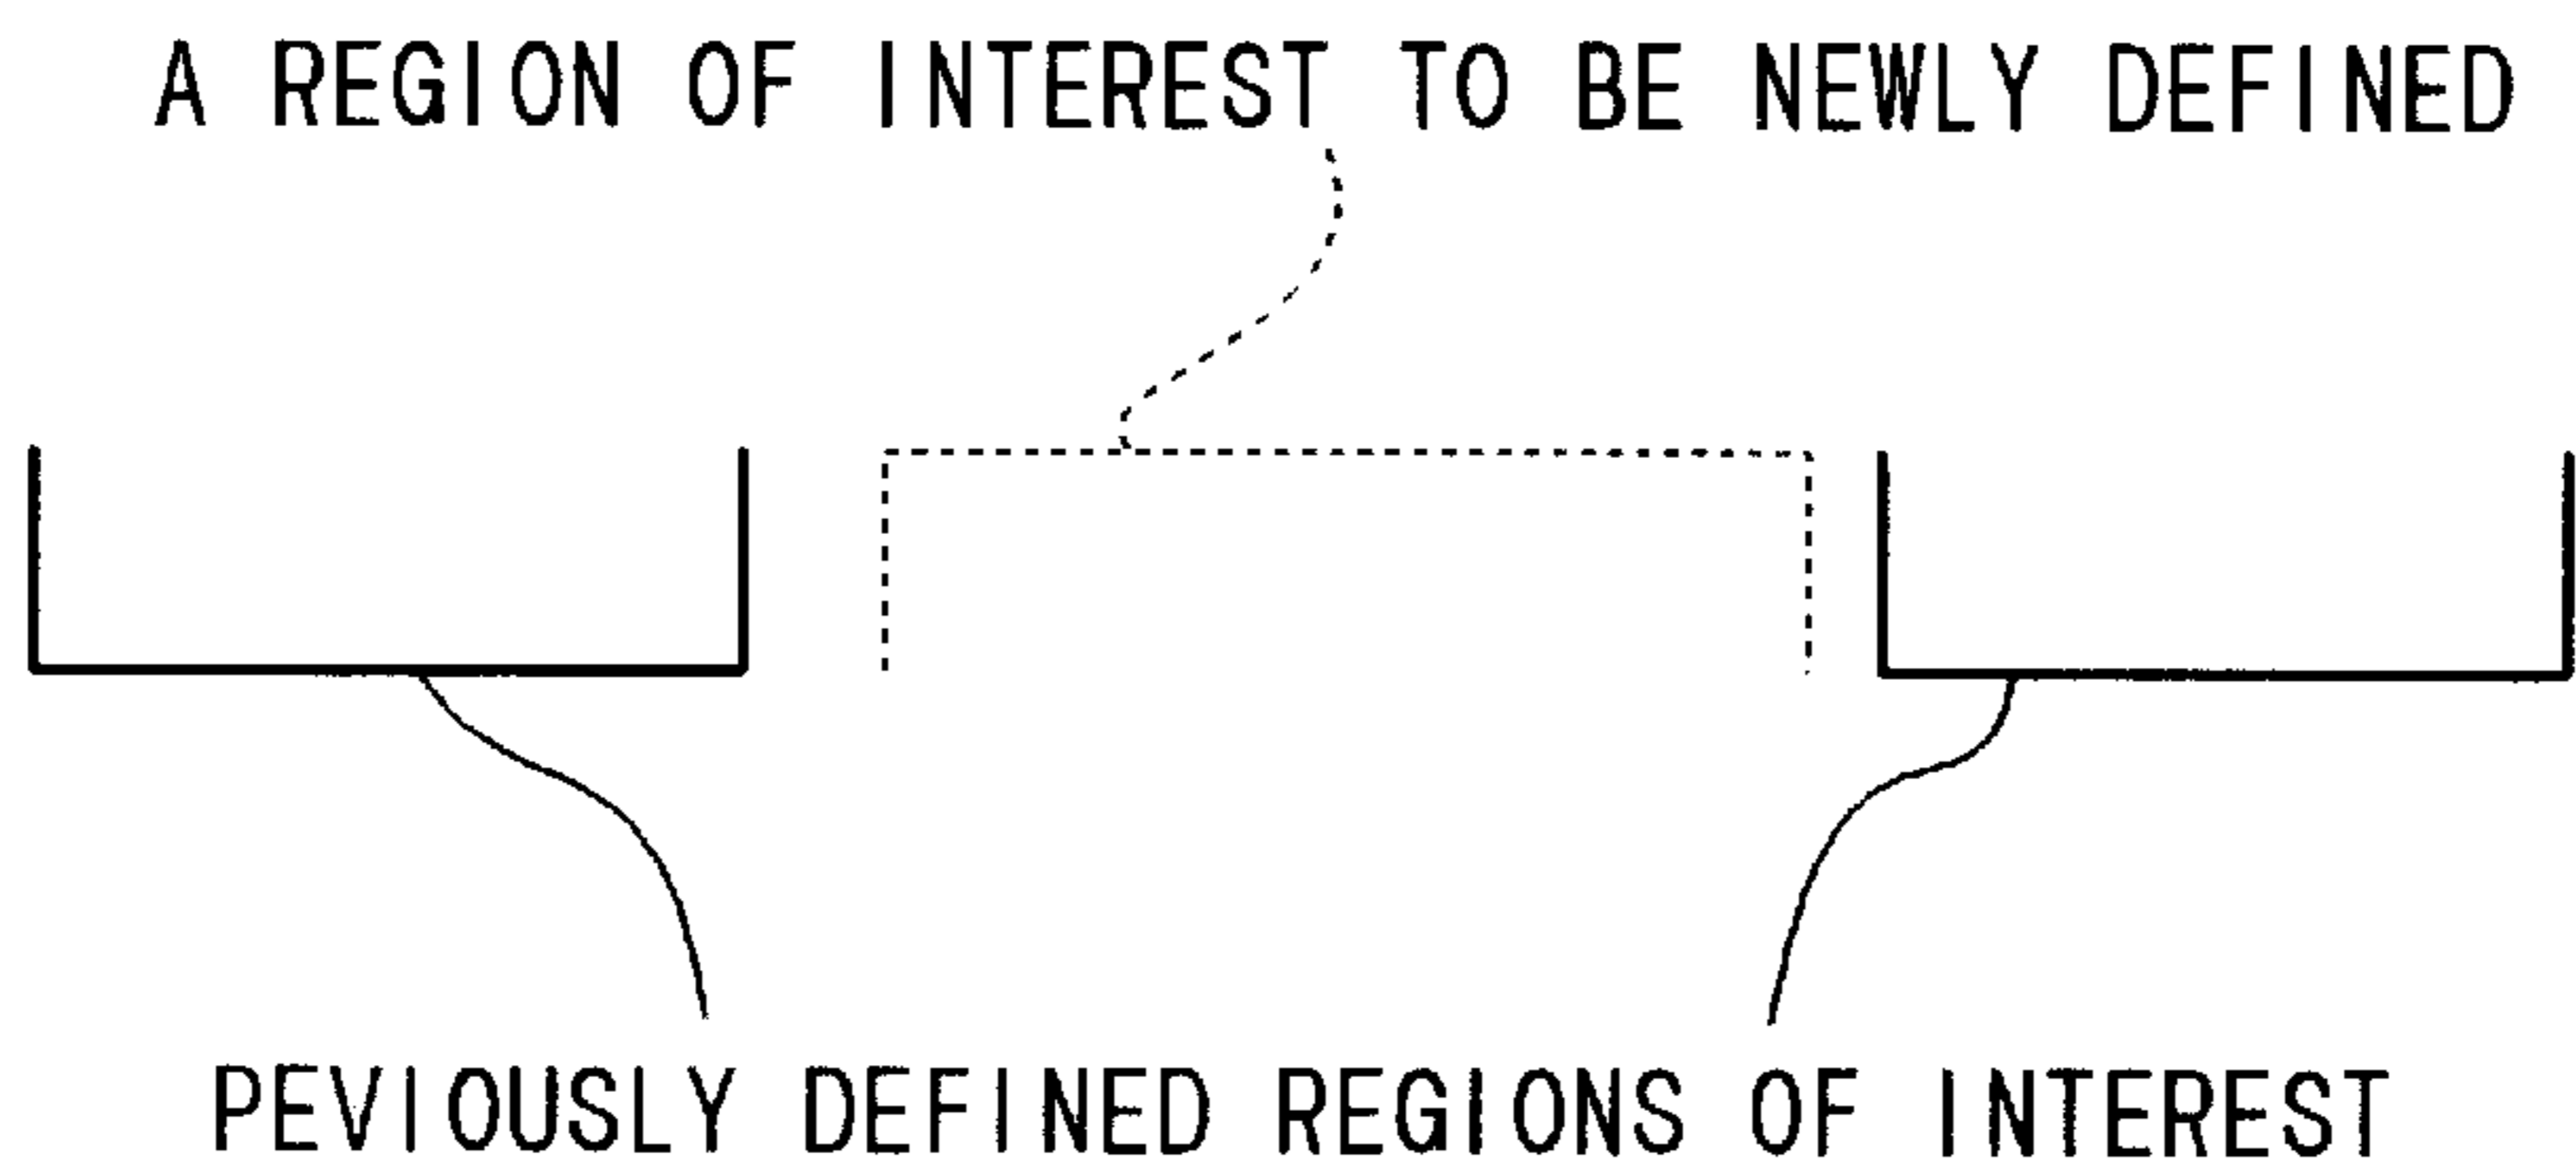 A REGION OF INTEREST TO BE NEWLY DEFINED
PEVIOUSLY DEFINED REGIONS OF INTEREST